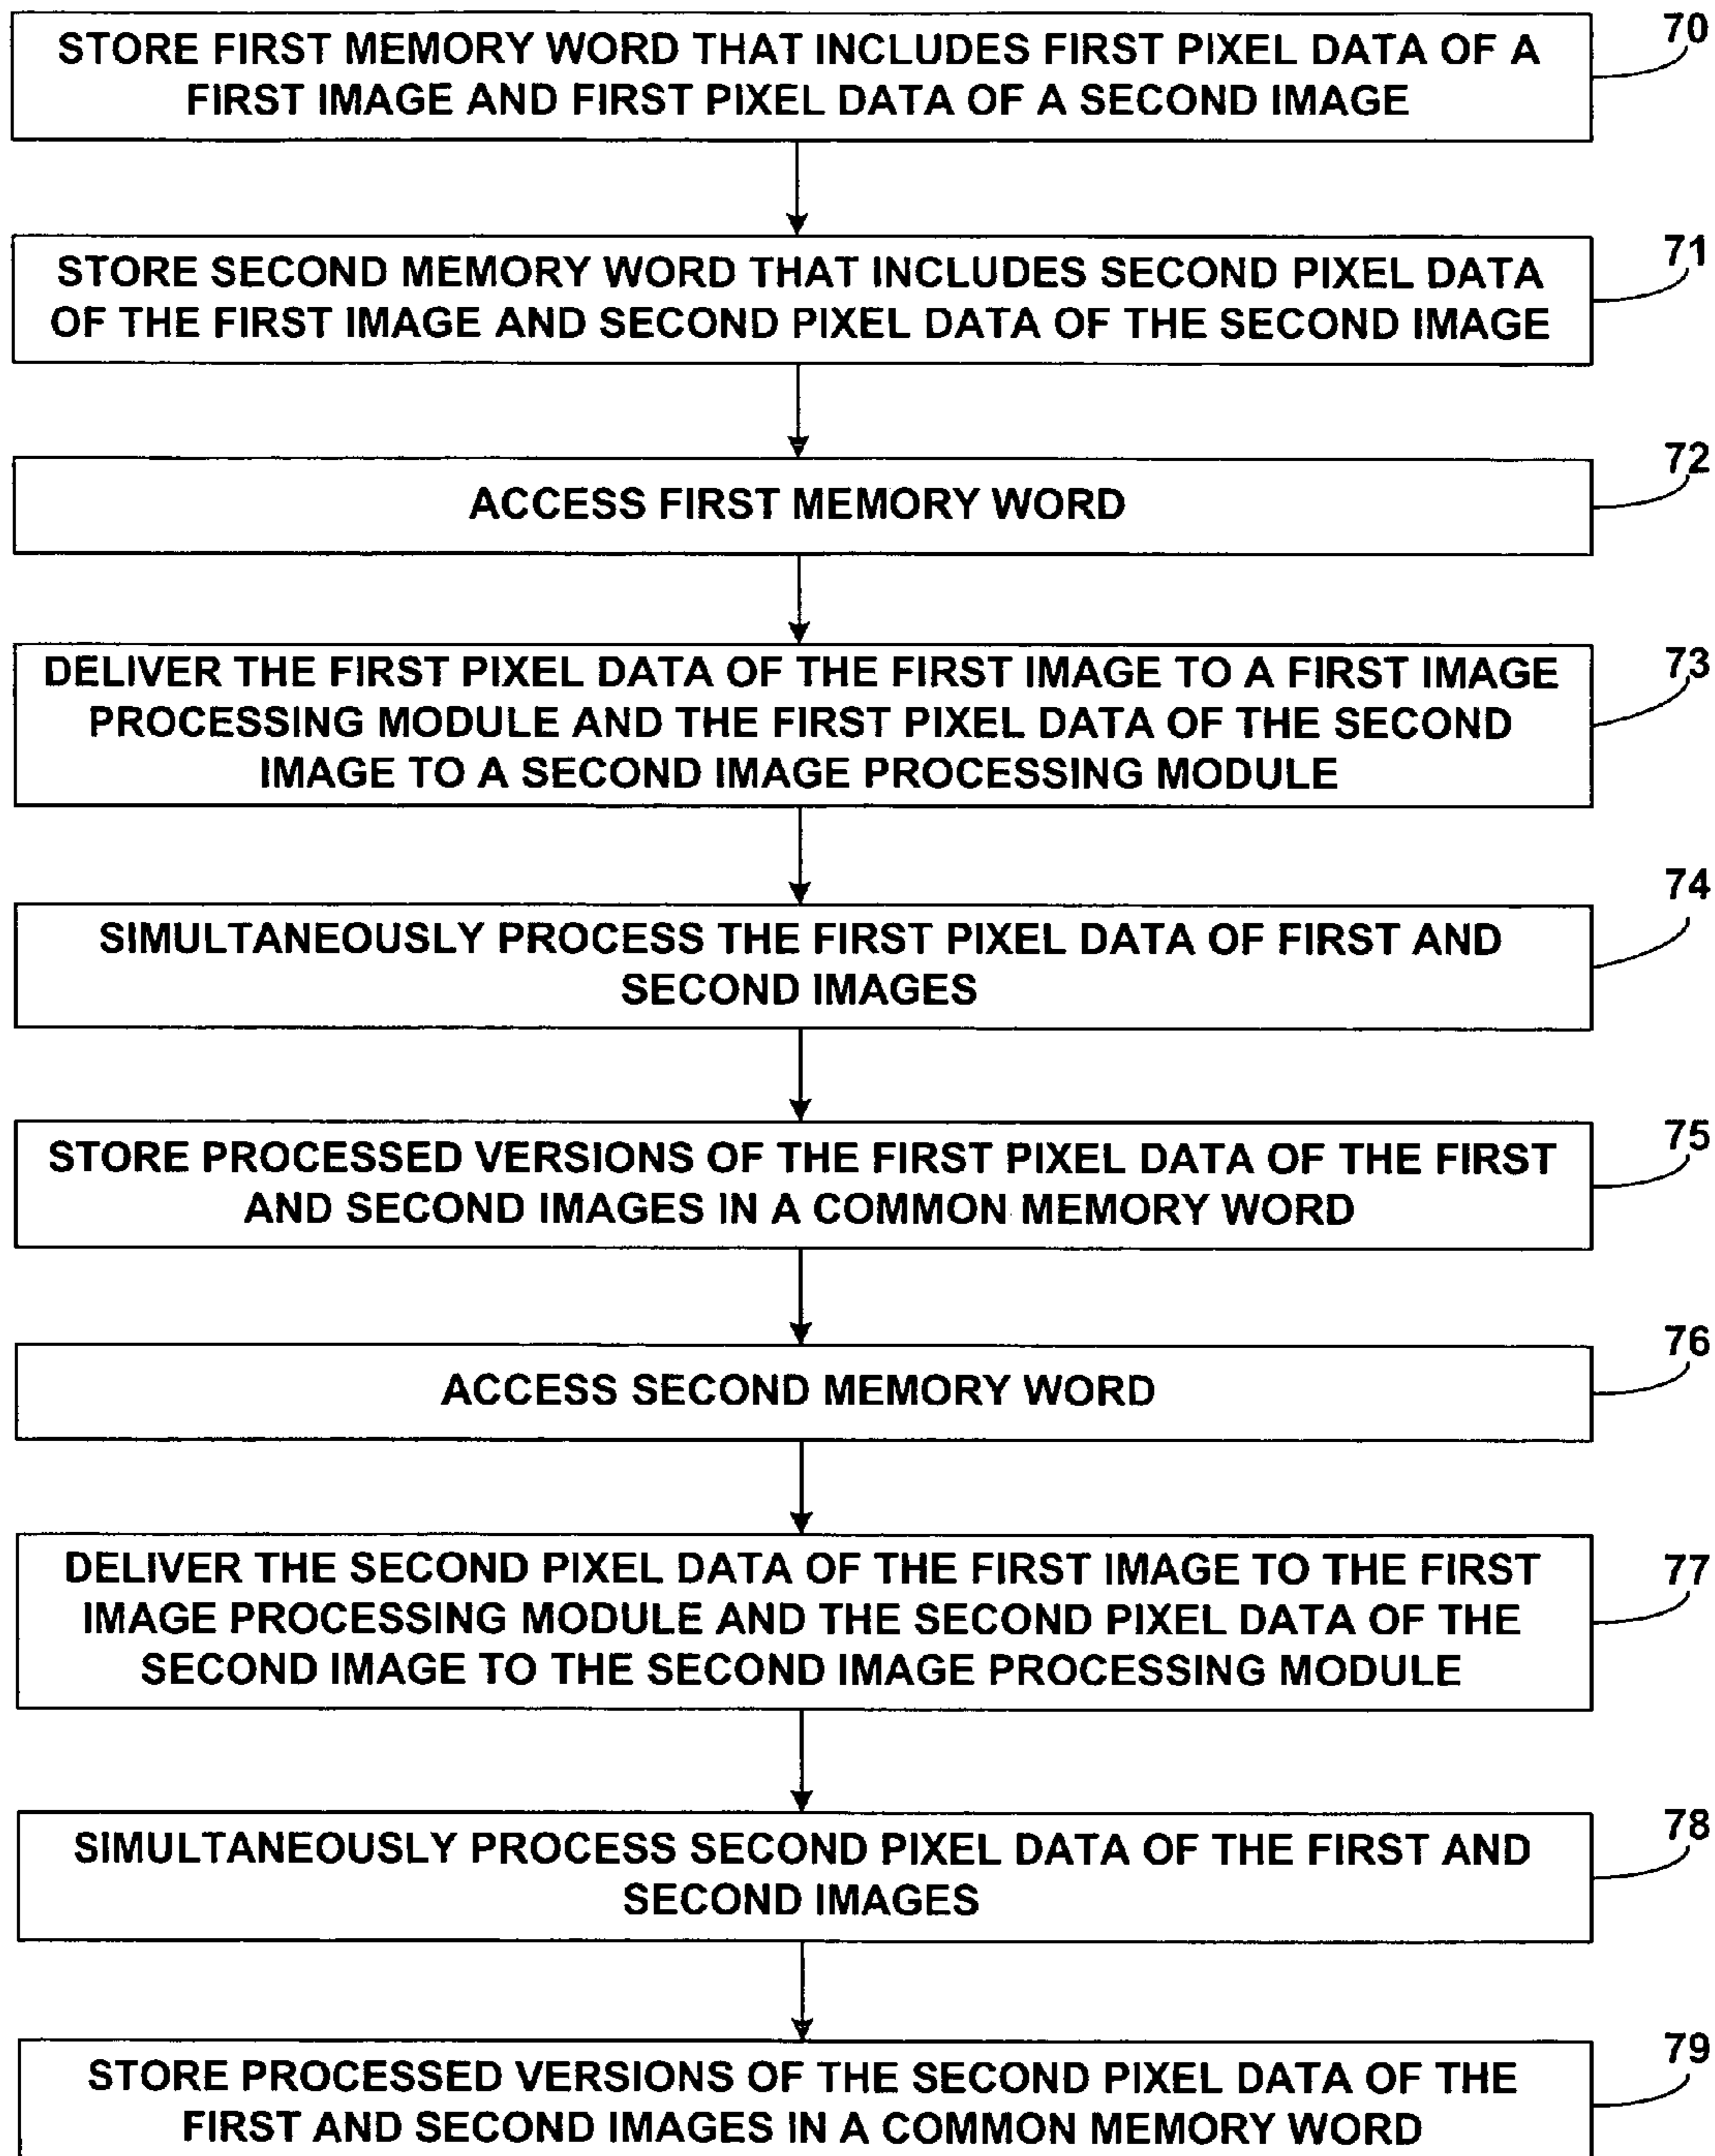 70
STORE FIRST MEMORY WORD THAT INCLUDES FIRST PIXEL DATA OF A
FIRST IMAGE AND FIRST PIXEL DATA OF A SECOND IMAGE
71
STORE SECOND MEMORY WORD THAT INCLUDES SECOND PIXEL DATA
OF THE FIRST IMAGE AND SECOND PIXEL DATA OF THE SECOND IMAGE
72
ACCESS FIRST MEMORY WORD
73
DELIVER THE FIRST PIXEL DATA OF THE FIRST IMAGE TO A FIRST IMAGE
PROCESSING MODULE AND THE FIRST PIXEL DATA OF THE SECOND
IMAGE TO A SECOND IMAGE PROCESSING MODULE
74
SIMULTANEOUSLY PROCESS THE FIRST PIXEL DATA OF FIRST AND
SECOND IMAGES
75
STORE PROCESSED VERSIONS OF THE FIRST PIXEL DATA OF THE FIRST
AND SECOND IMAGES IN A COMMON MEMORY WORD
76
ACCESS SECOND MEMORY WORD
77
DELIVER THE SECOND PIXEL DATA OF THE FIRST IMAGE TO THE FIRST
IMAGE PROCESSING MODULE AND THE SECOND PIXEL DATA OF THE
SECOND IMAGE TO THE SECOND IMAGE PROCESSING MODULE
78
SIMULTANEOUSLY PROCESS SECOND PIXEL DATA OF THE FIRST AND
SECOND IMAGES
79
STORE PROCESSED VERSIONS OF THE SECOND PIXEL DATA OF THE
FIRST AND SECOND IMAGES IN A COMMON MEMORY WORD